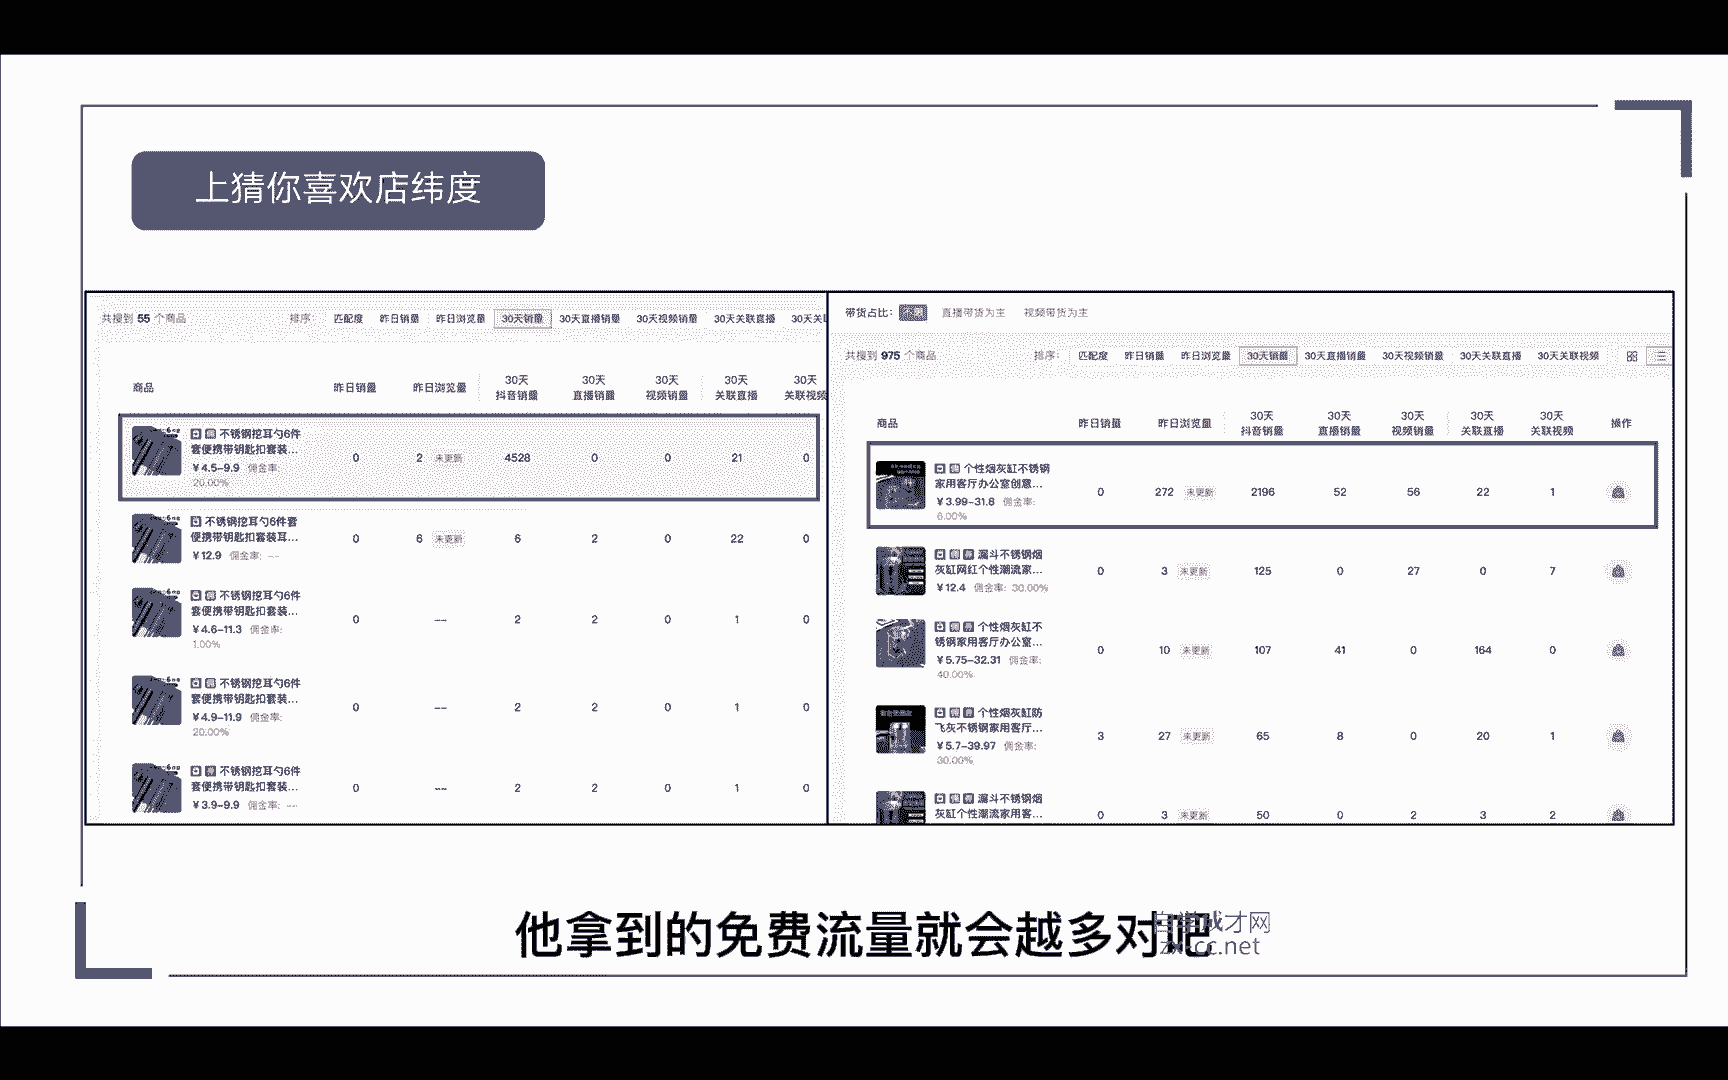 上猜你喜欢店纬度
共搜到 55 个商品 排序: 匹配度 昨日销量 昨日浏览量 30天销量 30天直播销量 30天视频销量 30天关联直播 30天关
商品 昨日销量 昨日浏览量 30天抖音销量 30天直播销量 30天视频销量 30天关联直播 30天关联视频
不锈钢挖耳勺6件
套便携带钥匙扣套装...
¥4.5-9.9 佣金率:
20.00%
0 2 未更新 4528 0 0 21 0
不锈钢挖耳勺6件套
便携带钥匙扣套装耳...
¥12.9 佣金率: --
0 6 未更新 6 2 0 22 0
不锈钢挖耳勺6件
套便携带钥匙扣套装...
¥4.6-11.3 佣金率:
1.00%
0 -- 2 2 0 1 0
不锈钢挖耳勺6件
套便携带钥匙扣套装...
¥4.9-11.9 佣金率:
20.00%
0 -- 2 2 0 1 0
不锈钢挖耳勺6件
套便携带钥匙扣套装...
¥3.9-9.9 佣金率: --
0 -- 2 2 0 1 0
带货占比: 不限 直播带货为主 视频带货为主
共搜到 975 个商品 排序: 匹配度 昨日销量 昨日浏览量 30天销量 30天直播销量 30天视频销量 30天关联直播 30天关联视频
商品 昨日销量 昨日浏览量 30天抖音销量 30天直播销量 30天视频销量 30天关联直播 30天关联视频 操作
个性烟灰缸不锈钢
家用客厅办公室创意...
¥3.99-31.8 佣金率:
6.00%
0 272 未更新 2196 52 56 22 1
漏斗不锈钢烟
灰缸网红个性潮流家...
¥12.4 佣金率: 30.00%
0 3 未更新 125 0 27 0 7
个性烟灰缸不
锈钢家用客厅办公室...
¥5.75-32.31 佣金率:
40.00%
0 10 未更新 107 41 0 164 0
个性烟灰缸防
飞灰不锈钢家用客厅...
¥5.7-39.97 佣金率:
30.00%
3 27 未更新 65 8 0 20 1
漏斗不锈钢烟
灰缸个性潮流家用客...
0 3 未更新 50 0 2 3 2
他拿到的免费流量就会越多对吧
自学成才网
zx-cc.net